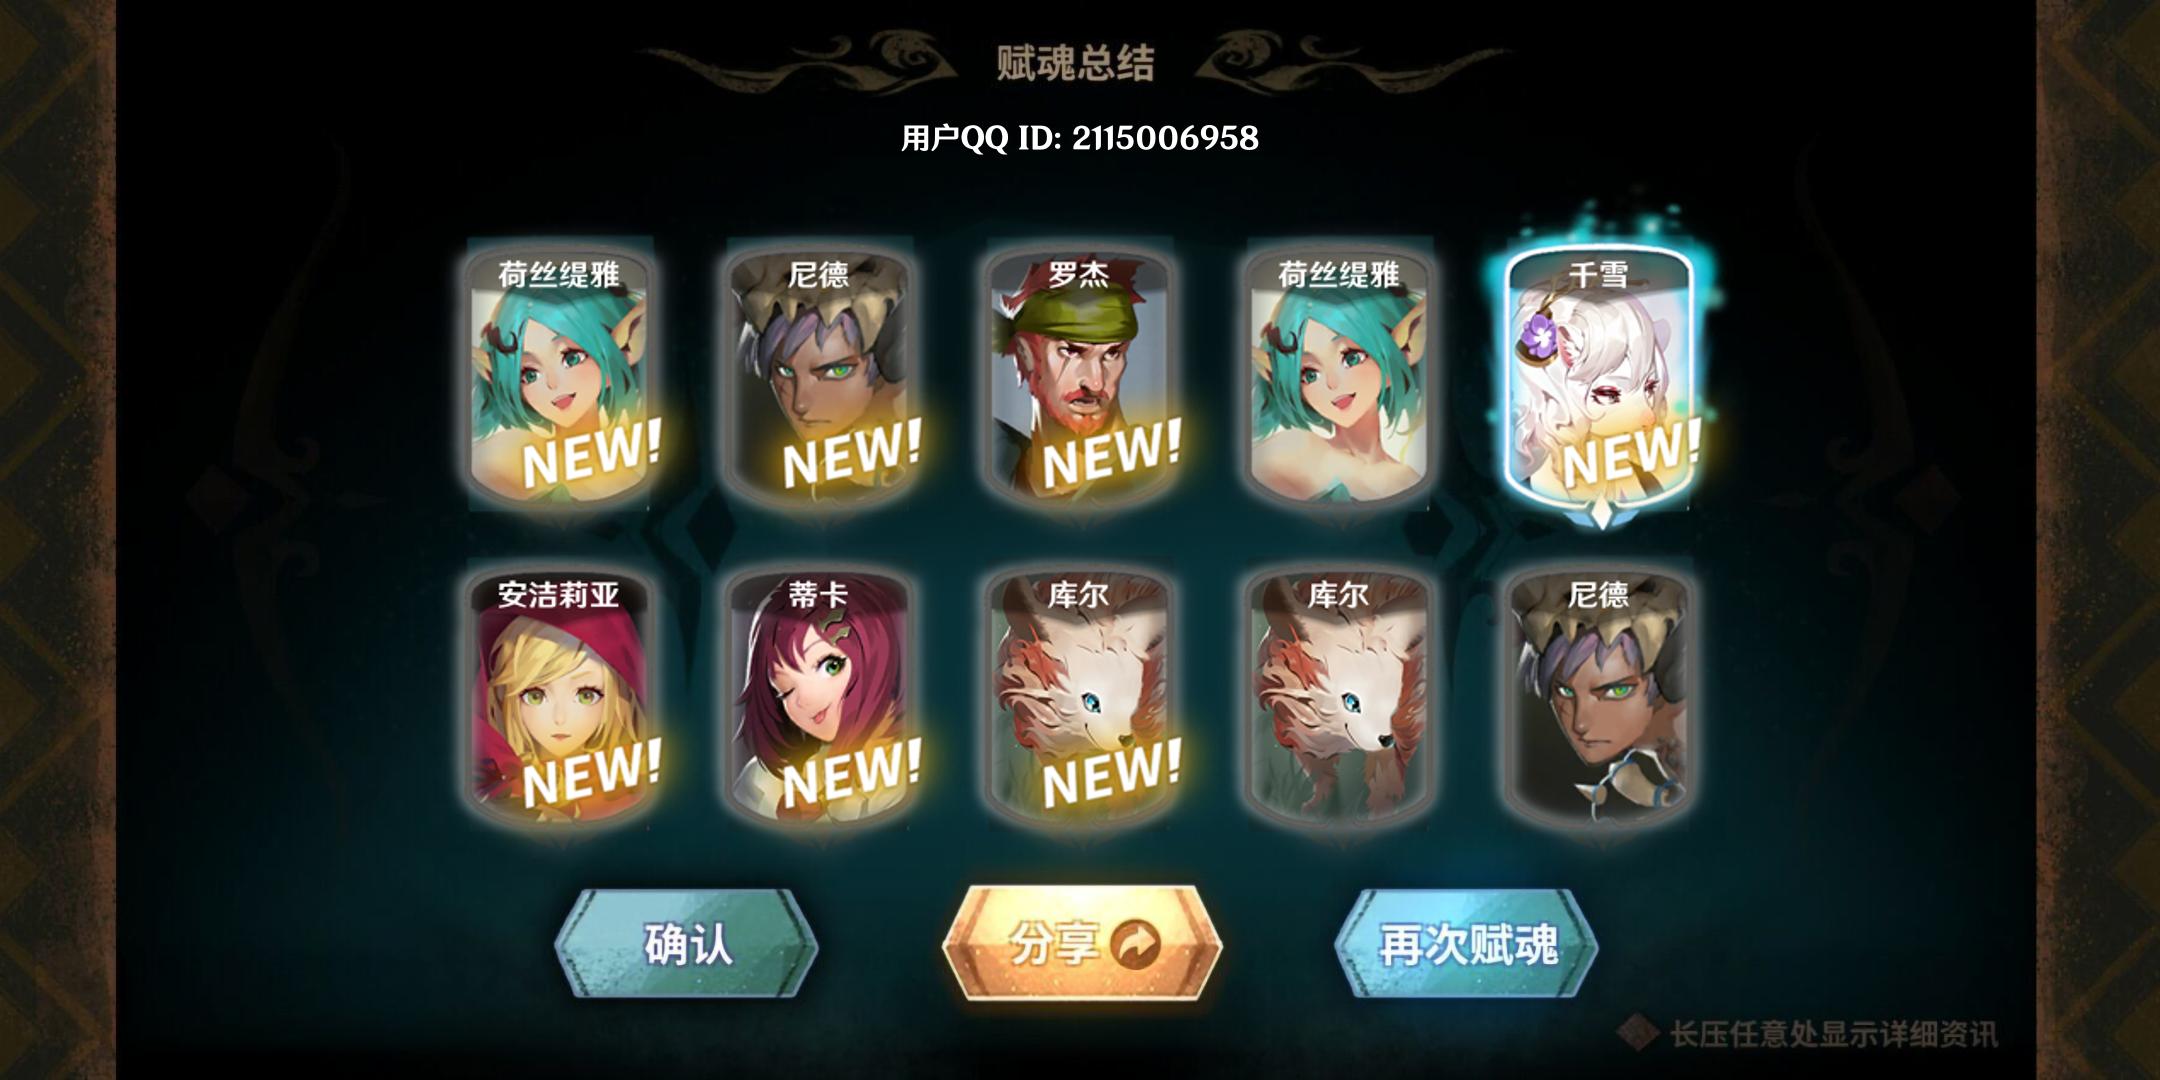 赋魂总结
用户QQ ID: 2115006958
荷丝缇雅
尼德
罗杰
荷丝缇雅
千雪
NEW!
NEW!
NEW!
NEW!
安洁莉亚
蒂卡
库尔
库尔
尼德
NEW!
NEW!
NEW!
确认
分享
再次赋魂
长压任意处显示详细资讯